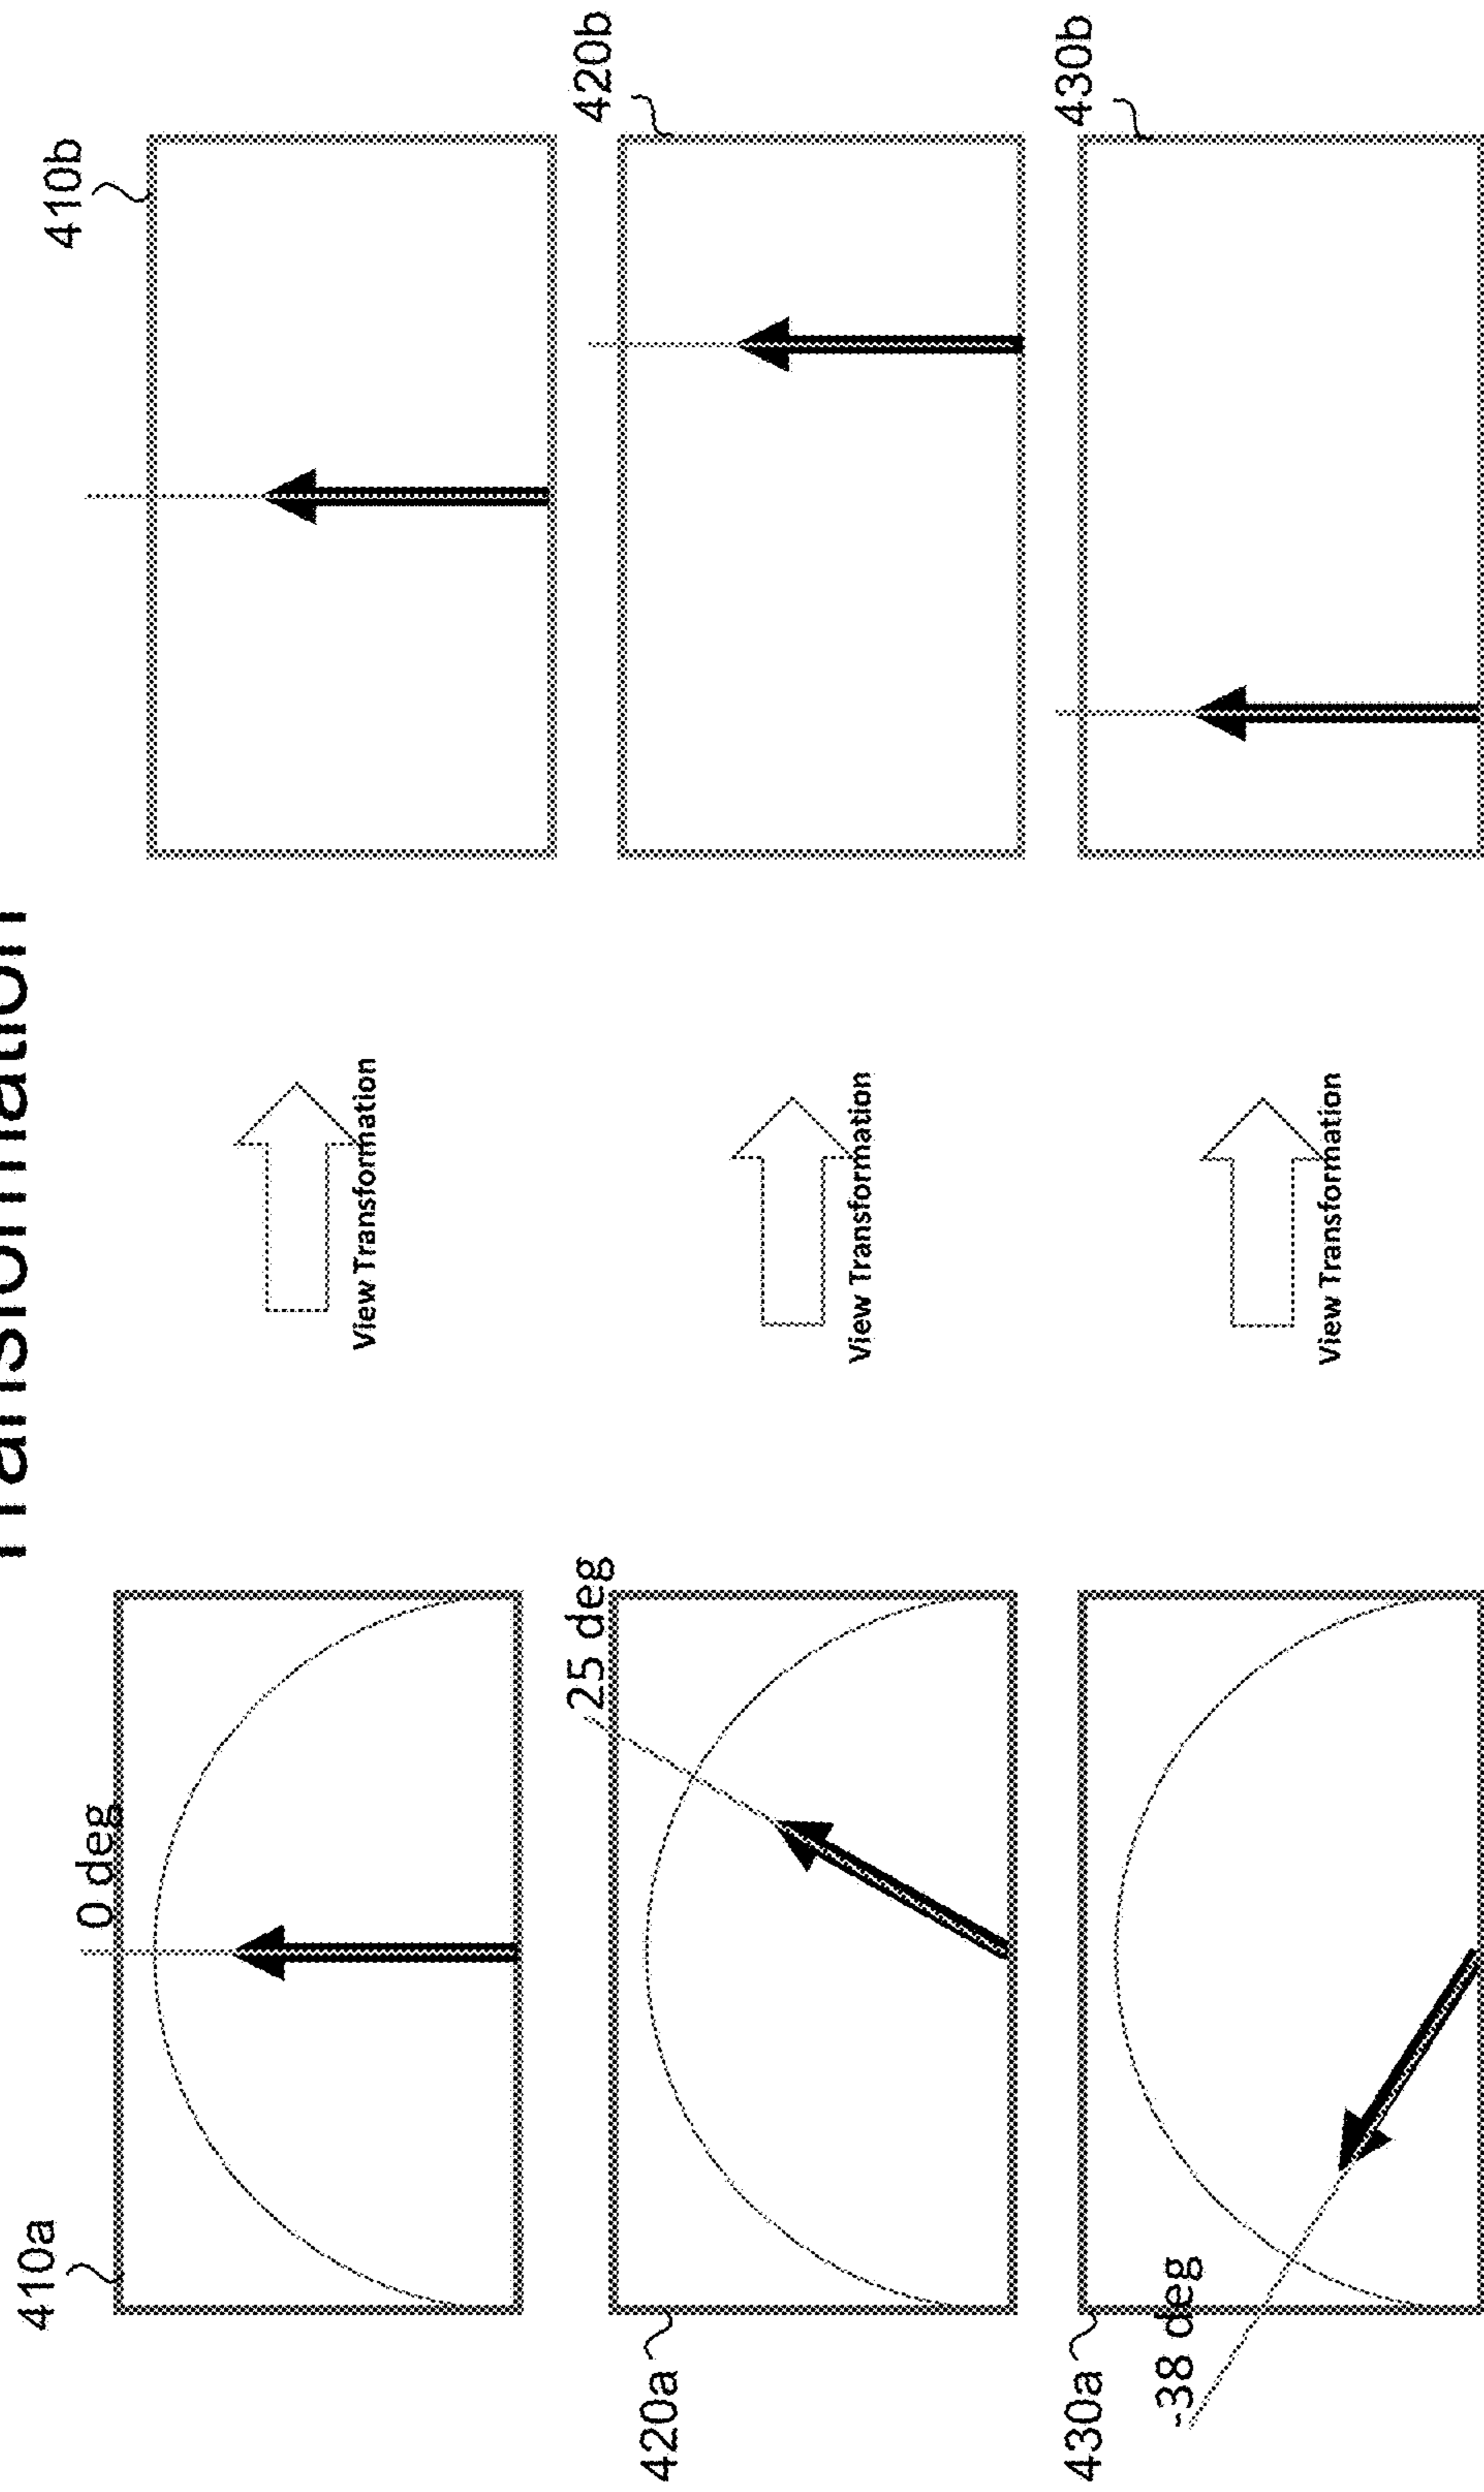 Transformation
410a
0 deg
View Transformation
410b
420a
25 deg
View Transformation
420b
430a
-38 deg
View Transformation
430b